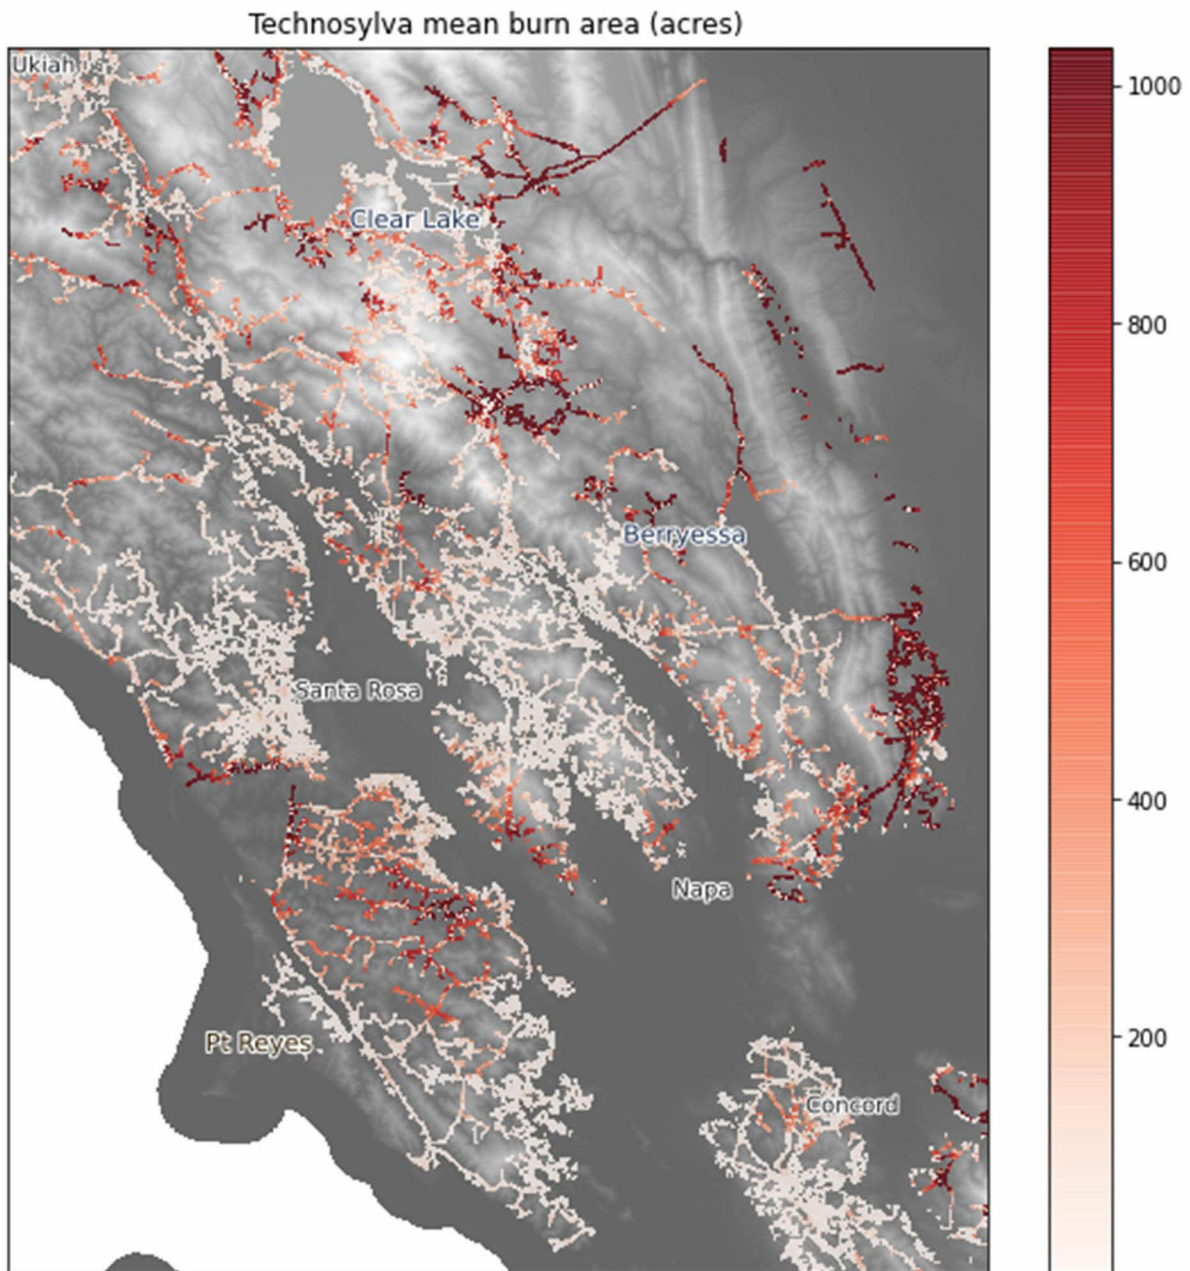 Technosylva mean burn area (acres)
Ukiah
1000
Clear Lake
800
600
Berryessa
Santa Rosa
400
Napa
200
Pt Reyes
Concord